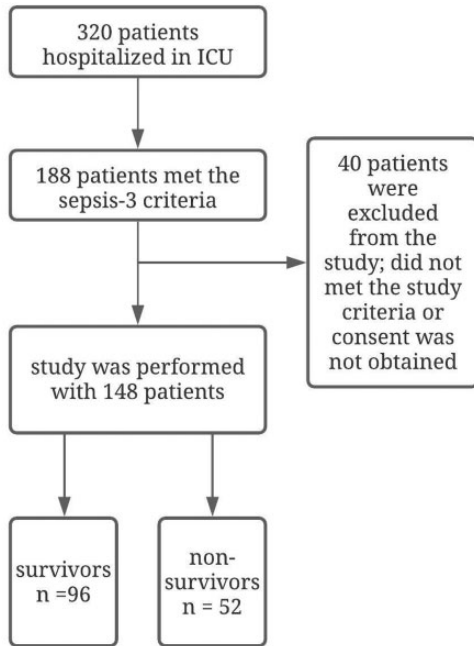 320 patients
hospitalized in ICU
188 patients met the
sepsis-3 criteria
40 patients
were
excluded
from the
study; did not
met the study
criteria or
consent was
not obtained
study was performed
with 148 patients
survivors
n =96
non-
survivors
n = 52